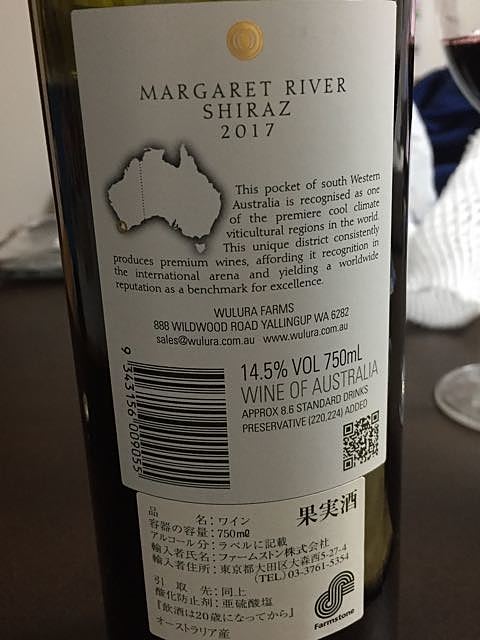 MARGARET RIVER
SHIRAZ
2017
This pocket of south Western
Australia is recognised as one
of the premiere cool climate
viticultural regions in the world.
This unique district consistently
produces premium wines, affording it recognition in
the international arena and yielding a worldwide
reputation as a benchmark for excellence.
WULURA FARMS
888 WILDWOOD ROAD YALLINGUP WA 6282
sales@wulura.com.au www.wulura.com.au
9 343156 009055
14.5% VOL 750mL
WINE OF AUSTRALIA
APPROX 8.6 STANDARD DRINKS
PRESERVATIVE (220,224) ADDED
果実酒
品名：ワイン
容器の容量：750mℓ
アルコール分：ラベルに記載
輸入者氏名：ファームストン株式会社
輸入者住所：東京都大田区大森西5-27-4
(TEL) 03-3761-5354
引取先：同上
酸化防止剤：亜硫酸塩
『飲酒は20歳になってから』
オーストラリア産
Farmstone